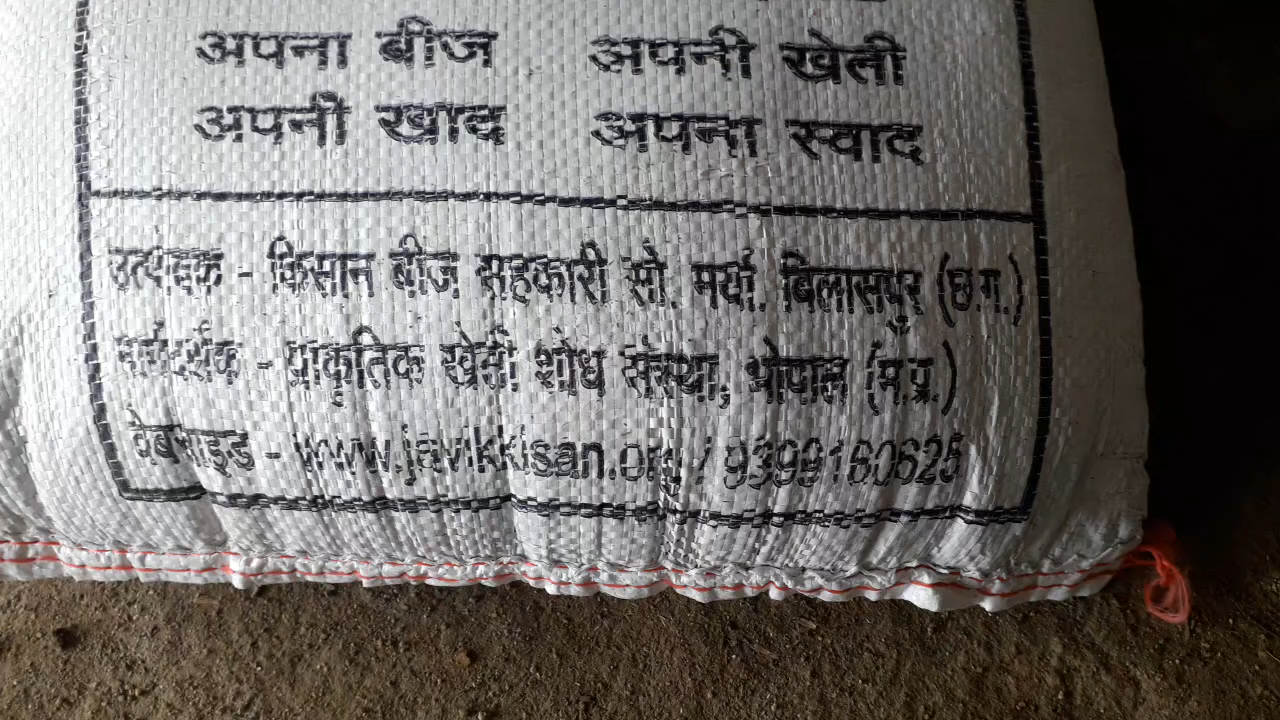 अपना बीज अपनी खेती
अपनी खाद अपना स्वाद
उत्पादक - किसान बीज सहकारी सो. मर्या. बिलासपुर (छ.ग.)
मार्गदर्शक - प्राकृतिक खेती शोध संस्था, भोपाल (म.प्र.)
वेबसाइड - www.javikkisan.org / 9399160625